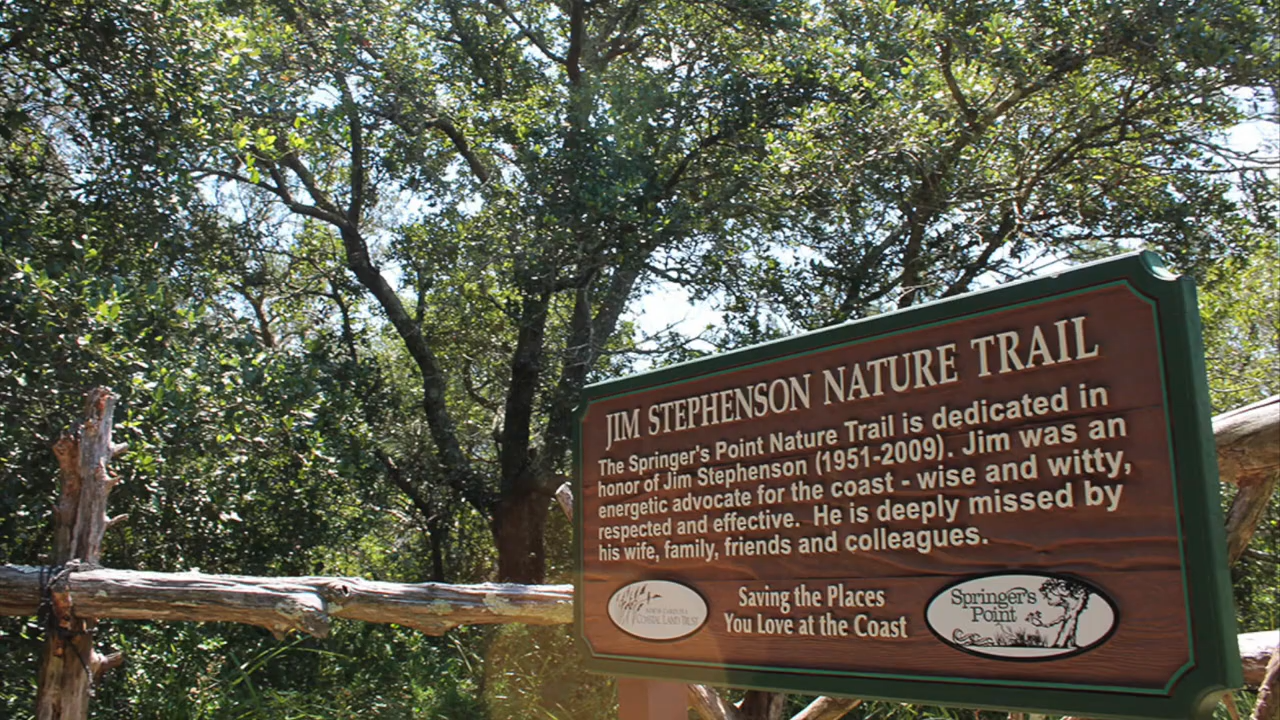 JIM STEPHENSON NATURE TRAIL
The Springer's Point Nature Trail is dedicated in
honor of Jim Stephenson (1951-2009). Jim was an
energetic advocate for the coast - wise and witty,
respected and effective. He is deeply missed by
his wife, family, friends and colleagues.
NORTH CAROLINA
COASTAL LAND TRUST
Saving the Places
You Love at the Coast
Springer's
Point